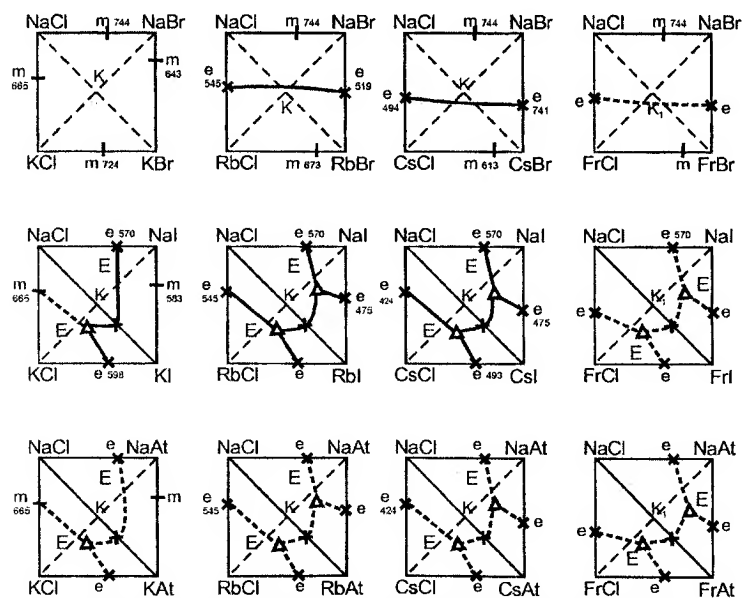 m 744 m 744 m 744 m 744
NaCl NaBr NaCl NaBr NaCl NaBr NaCl NaBr
m 665 K m 643 e 545 K e 519 e 494 K e 741 e K₁ e
KCl KBr RbCl RbBr CsCl CsBr FrCl FrBr
m 724 m 673 m 613 m
e 570 e 570 e 570 e 570
NaCl NaI NaCl NaI NaCl NaI NaCl NaI
E E E E
m 665 K m 583 e 545 K e 475 e 424 K e 475 e K₁ e
E E E E
KCl KI RbCl RbI CsCl CsI FrCl FrI
e 598 e e 493 e
e e e e
NaCl NaAt NaCl NaAt NaCl NaAt NaCl NaAt
E E E E
m 665 K m e 545 K e e 424 K e e K₁ e
E E E E
KCl KAt RbCl RbAt CsCl CsAt FrCl FrAt
e e e e